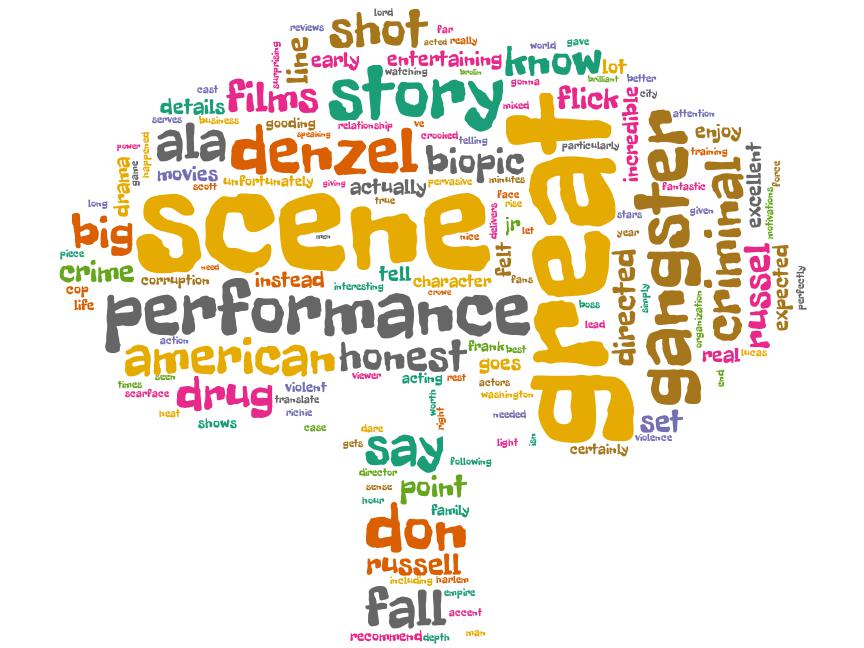 lord
reviews
shot
far
acted really
line
surprising
early
entertaining
know
world
gave
lot
watching
brolin
brilliant
better
gonna
city
cast
details
films
story
mixed
flick
incredible
serves
business
gooding
relationship
ve
crooked
telling
attention
speaking
great
gangster
enjoy
power
happened
ala
denzel
biopic
particularly
training
drama
game
movies
scott
unfortunately
giving
actually
pervasive
minutes
fantastic
criminal
excellent
force
true
face
rise
long
big
scene
delivers
jr
let
stars
given
motivations
man
nice
year
piece
crime
need
felt
directed
cop
corruption
instead
tell
interesting
character
fans
crowe
simply
russel
expected
perfectly
life
performance
boss
organization
lead
action
american
honest
frank best
goes
real
lucas
times
seen
viewer
acting
rest
actors
end
scarface
drug
violent
translate
worth
washington
heat
richie
right
needed
set
shows
case
dare
violence
gets
say
light
isn
certainly
following
director
sense
point
hour
family
don
russell
including
harlem
fall
empire
accent
recommend
depth
man